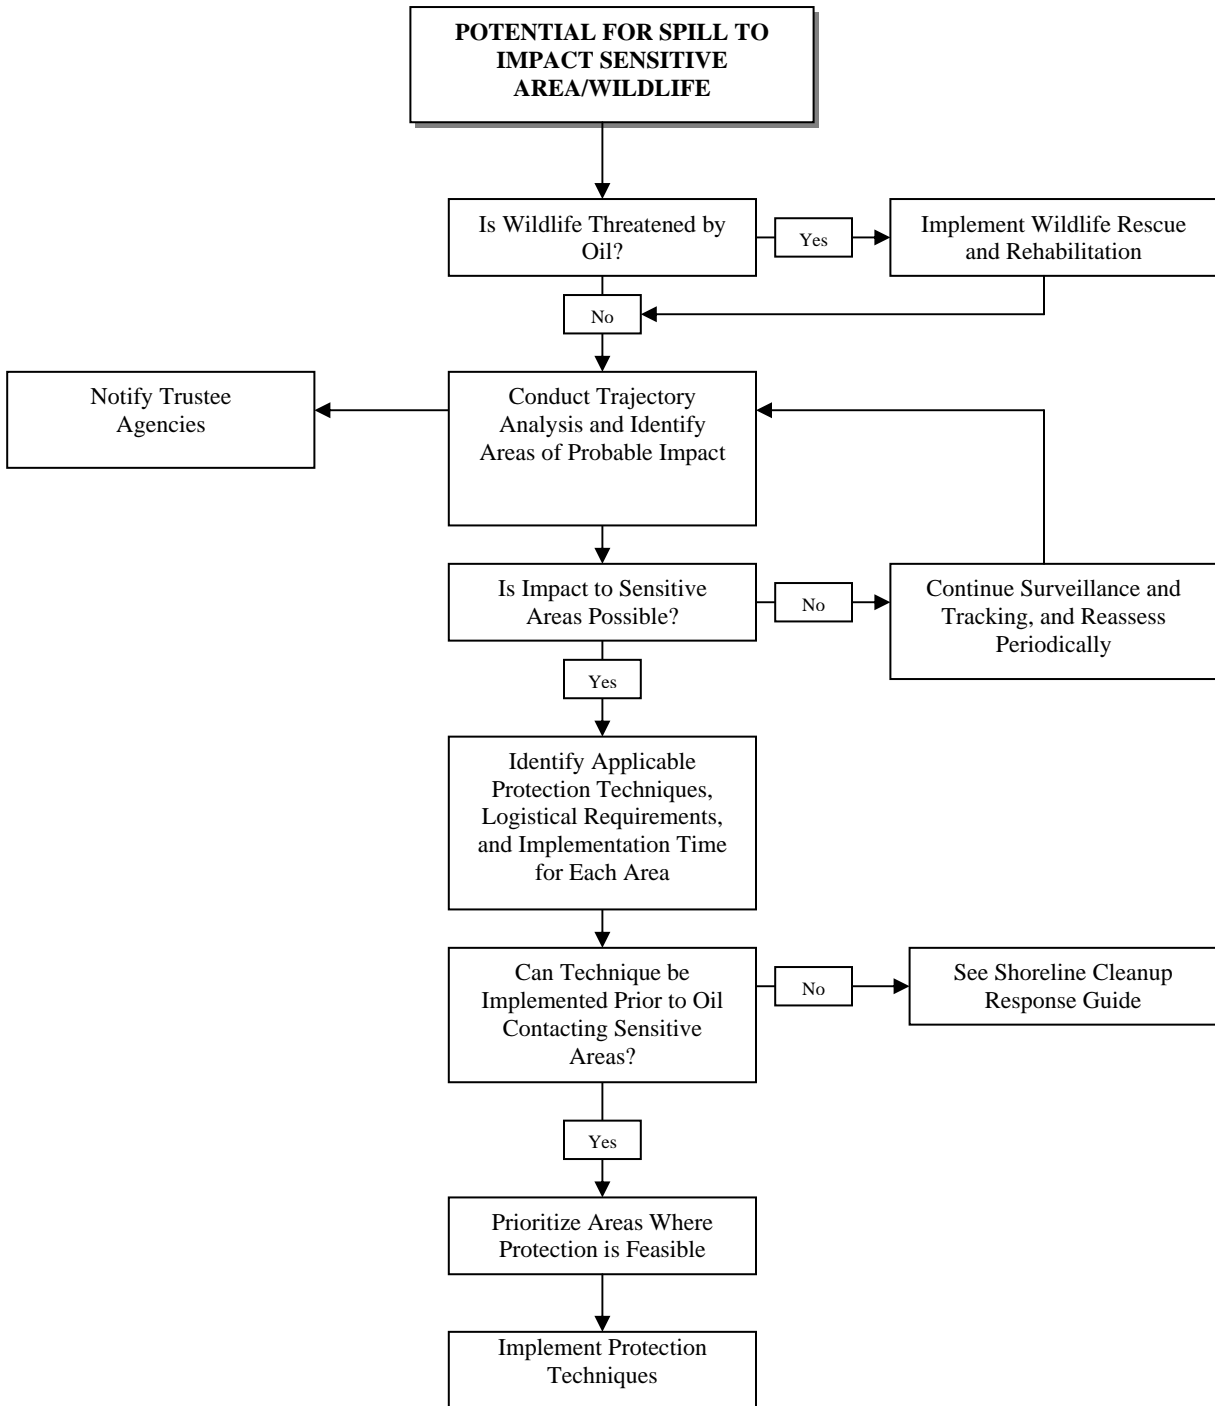 POTENTIAL FOR SPILL TO
IMPACT SENSITIVE
AREA/WILDLIFE
Is Wildlife Threatened by
Oil?
Yes
Implement Wildlife Rescue
and Rehabilitation
No
Notify Trustee
Agencies
Conduct Trajectory
Analysis and Identify
Areas of Probable Impact
Is Impact to Sensitive
Areas Possible?
No
Continue Surveillance and
Tracking, and Reassess
Periodically
Yes
Identify Applicable
Protection Techniques,
Logistical Requirements,
and Implementation Time
for Each Area
Can Technique be
Implemented Prior to Oil
Contacting Sensitive
Areas?
No
See Shoreline Cleanup
Response Guide
Yes
Prioritize Areas Where
Protection is Feasible
Implement Protection
Techniques